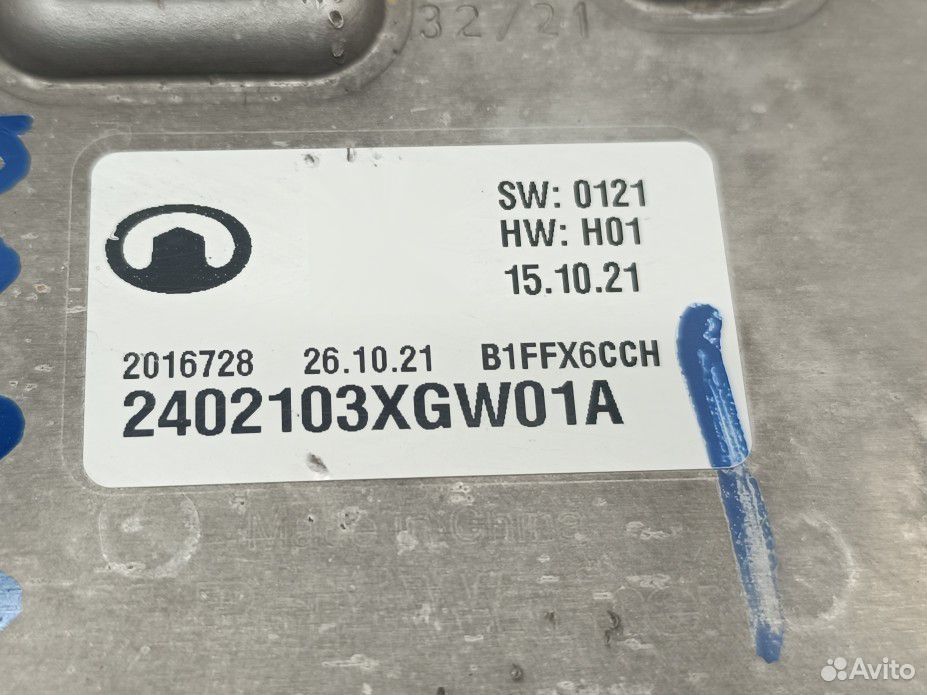 32/21
SW: 0121
HW: H01
15.10.21
2016728 26.10.21 B1FFX6CCH
2402103XGW01A
Made in China
Avito